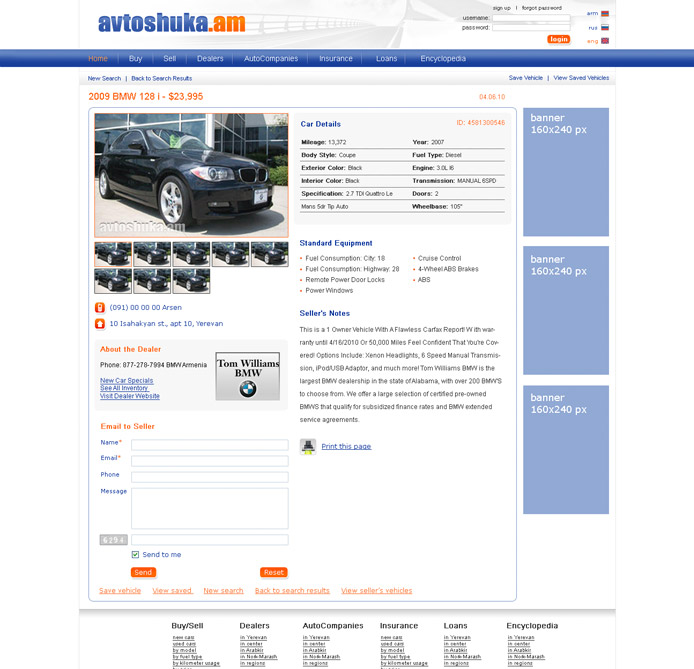 sign up | forgot password
avtoshuka.am
username:
password:
login
arm
rus
eng
Home | Buy | Sell | Dealers | AutoCompanies | Insurance | Loans | Encyclopedia
New Search | Back to Search Results
Save Vehicle | View Saved Vehicles
2009 BMW 128 i - $23,995
04.06.10
avtoshuka.am
Car Details
ID: 4581300546
Mileage: 13,372
Year: 2007
Body Style: Coupe
Fuel Type: Diesel
Exterior Color: Black
Engine: 3.0L I6
Interior Color: Black
Transmission: MANUAL 6SPD
Specification: 2.7 TDI Quattro Le
Doors: 2
Mans 5dr Tip Auto
Wheelbase: 105"
Standard Equipment
• Fuel Consumption: City: 18
• Cruise Control
• Fuel Consumption: Highway: 28
• 4-Wheel ABS Brakes
• Remote Power Door Locks
• ABS
• Power Windows
Seller's Notes
This is a 1 Owner Vehicle With A Flawless Carfax Report! W ith war-
ranty until 4/16/2010 Or 50,000 Miles Feel Confident That You're Cov-
ered! Options Include: Xenon Headlights, 6 Speed Manual Transmis-
sion, iPod/USB Adaptor, and much more! Tom Williams BMW is the
largest BMW dealership in the state of Alabama, with over 200 BMW'S
to choose from. We offer a large selection of certified pre-owned
BMWS that qualify for subsidized finance rates and BMW extended
service agreements.
Print this page
(091) 00 00 00 Arsen
10 Isahakyan st., apt 10, Yerevan
About the Dealer
Phone: 877-278-7994 BMWArmenia
New Car Specials
See All Inventory
Visit Dealer Website
Tom Williams
BMW
Email to Seller
Name*
Email*
Phone
Message
6294
Send to me
Send
Reset
Save vehicle
View saved
New search
Back to search results
View seller's vehicles
banner
160x240 px
banner
160x240 px
banner
160x240 px
Buy/Sell
new cars
used cars
by model
by fuel type
by kilometer usage
Dealers
in Yerevan
in center
in Arabkir
in Nork-Marash
in regions
AutoCompanies
in Yerevan
in center
in Arabkir
in Nork-Marash
in regions
Insurance
new cars
used cars
by model
by fuel type
by kilometer usage
Loans
in Yerevan
in center
in Arabkir
in Nork-Marash
in regions
Encyclopedia
in Yerevan
in center
in Arabkir
in Nork-Marash
in regions